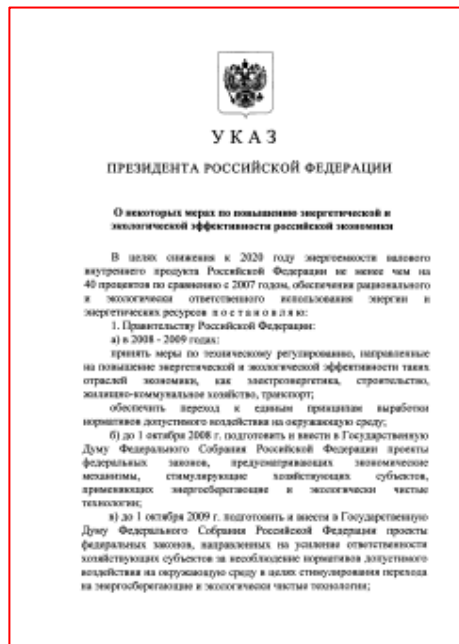 УКАЗ
ПРЕЗИДЕНТА РОССИЙСКОЙ ФЕДЕРАЦИИ
О некоторых мерах по повышению энергетической и
экологической эффективности российской экономики
В целях снижения к 2020 году энергоемкости валового
внутреннего продукта Российской Федерации не менее чем на
40 процентов по сравнению с 2007 годом, обеспечения рационального
и экологически ответственного использования энергии и
энергетических ресурсов п о с т а н о в л я ю:
1. Правительству Российской Федерации:
а) в 2008 - 2009 годах:
принять меры по техническому регулированию, направленные
на повышение энергетической и экологической эффективности таких
отраслей экономики, как электроэнергетика, строительство,
жилищно-коммунальное хозяйство, транспорт;
обеспечить переход к единым принципам выработки
нормативов допустимого воздействия на окружающую среду;
б) до 1 октября 2008 г. подготовить и внести в Государственную
Думу Федерального Собрания Российской Федерации проекты
федеральных законов, предусматривающих экономические
механизмы, стимулирующие хозяйствующих субъектов,
применяющих энергосберегающие и экологически чистые
технологии;
в) до 1 октября 2009 г. подготовить и внести в Государственную
Думу Федерального Собрания Российской Федерации проекты
федеральных законов, направленных на усиление ответственности
хозяйствующих субъектов за несоблюдение нормативов допустимого
воздействия на окружающую среду в целях стимулирования перехода
на энергосберегающие и экологически чистые технологии;